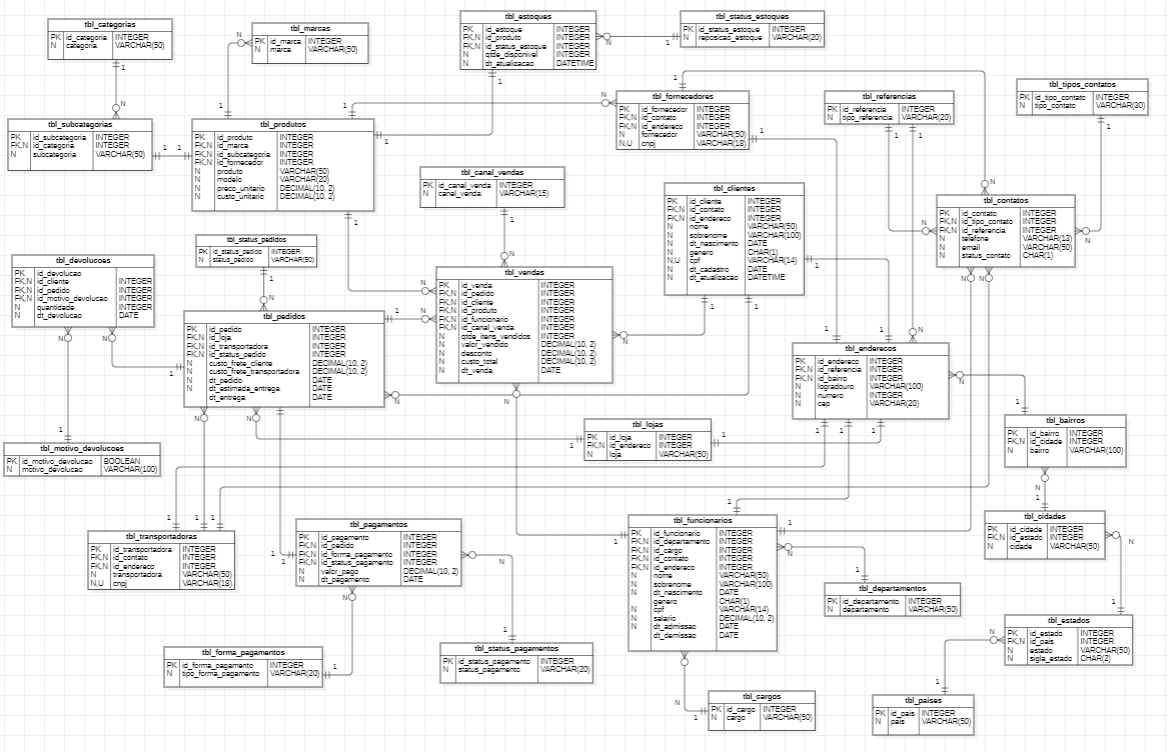 tbl_categorias
PK id_categoria INTEGER
N categoria VARCHAR(50)
tbl_marcas
PK id_marca INTEGER
N marca VARCHAR(50)
tbl_estoques
PK id_estoque INTEGER
FK,N id_produto INTEGER
FK,N id_status_estoque INTEGER
N qtde_disponivel INTEGER
N dt_atualizacao DATETIME
tbl_status_estoques
PK id_status_estoque INTEGER
N reposicao_estoque VARCHAR(20)
tbl_subcategorias
PK id_subcategoria INTEGER
FK,N id_categoria INTEGER
N subcategoria VARCHAR(50)
tbl_produtos
PK id_produto INTEGER
FK,N id_marca INTEGER
FK,N id_subcategoria INTEGER
FK,N id_fornecedor INTEGER
N produto VARCHAR(50)
N modelo VARCHAR(20)
N preco_unitario DECIMAL(10, 2)
N custo_unitario DECIMAL(10, 2)
tbl_fornecedores
PK id_fornecedor INTEGER
FK,N id_contato INTEGER
FK,N id_endereco INTEGER
N fornecedor VARCHAR(50)
N,U cnpj VARCHAR(18)
tbl_referencias
PK id_referencia INTEGER
N tipo_referencia VARCHAR(20)
tbl_tipos_contatos
PK id_tipo_contato INTEGER
N tipo_contato VARCHAR(30)
tbl_canal_vendas
PK id_canal_venda INTEGER
N canal_venda VARCHAR(15)
tbl_clientes
PK id_cliente INTEGER
FK,N id_contato INTEGER
FK,N id_endereco INTEGER
N nome VARCHAR(50)
N sobrenome VARCHAR(100)
N dt_nascimento DATE
N genero CHAR(1)
N,U cpf VARCHAR(14)
N dt_cadastro DATE
N dt_atualizacao DATETIME
tbl_contatos
PK id_contato INTEGER
FK,N id_tipo_contato INTEGER
FK,N id_referencia INTEGER
N telefone VARCHAR(13)
N email VARCHAR(50)
N status_contato CHAR(1)
tbl_status_pedidos
PK id_status_pedido INTEGER
N status_pedico VARCHAR(50)
tbl_devolucoes
PK id_devolucao
FK,N id_cliente INTEGER
FK,N id_pedido INTEGER
FK,N id_motivo_devolucao INTEGER
N quantidade INTEGER
N dt_devolucao DATE
tbl_vendas
PK id_venda INTEGER
FK,N id_pedido INTEGER
FK,N id_cliente INTEGER
FK,N id_produto INTEGER
FK,N id_funcionario INTEGER
FK,N id_canal_venda INTEGER
N qtde_itens_vendidos INTEGER
N valor_vendido DECIMAL(10, 2)
N desconto DECIMAL(10, 2)
N custo_total DECIMAL(10, 2)
N dt_venda DATE
tbl_pedidos
PK id_pedido INTEGER
FK,N id_loja INTEGER
FK,N id_transportadora INTEGER
FK,N id_status_pedido INTEGER
N custo_frete_cliente DECIMAL(10, 2)
N custo_frete_transportadora DECIMAL(10, 2)
N dt_pedido DATE
N dt_estimada_entrega DATE
dt_entrega DATE
tbl_enderecos
PK id_endereco INTEGER
FK,N id_referencia INTEGER
FK,N id_bairro INTEGER
N logradouro VARCHAR(100)
N numero INTEGER
N cep VARCHAR(20)
tbl_motivo_devolucoes
PK id_motivo_devolucao BOOLEAN
N motivo_devolucao VARCHAR(100)
tbl_lojas
PK id_loja INTEGER
FK,N id_endereco INTEGER
N loja VARCHAR(50)
tbl_bairros
PK id_bairro INTEGER
FK,N id_cidade INTEGER
N bairro VARCHAR(100)
tbl_transportadoras
PK id_transportadora INTEGER
FK,N id_contato INTEGER
FK,N id_endereco INTEGER
N transportadora VARCHAR(50)
N,U cnpj VARCHAR(18)
tbl_pagamentos
PK id_pagamento INTEGER
FK,N id_pedido INTEGER
FK,N id_forma_pagamento INTEGER
FK,N id_status_pagamento INTEGER
N valor_pago DECIMAL(10, 2)
N dt_pagamento DATE
tbl_funcionarios
PK id_funcionario INTEGER
FK,N id_departamento INTEGER
FK,N id_cargo INTEGER
FK,N id_contato INTEGER
FK,N id_endereco INTEGER
N nome VARCHAR(50)
N sobrenome VARCHAR(100)
N dt_nascimento DATE
genero CHAR(1)
N cpf VARCHAR(14)
N salario DECIMAL(10, 2)
N dt_admissao DATE
dt_demissao DATE
tbl_cidades
PK id_cidade INTEGER
FK,N id_estado INTEGER
N cidade VARCHAR(50)
tbl_departamentos
PK id_departamento INTEGER
N departamento VARCHAR(50)
tbl_estados
PK id_estado INTEGER
FK,N id_pais INTEGER
N estado VARCHAR(50)
N sigla_estado CHAR(2)
tbl_forma_pagamentos
PK id_forma_pagamento INTEGER
N tipo_forma_pagamento VARCHAR(20)
tbl_status_pagamentos
PK id_status_pagamento INTEGER
N status_pagamento VARCHAR(20)
tbl_cargos
PK id_cargo INTEGER
N cargo VARCHAR(50)
tbl_paises
PK id_pais INTEGER
N pais VARCHAR(50)